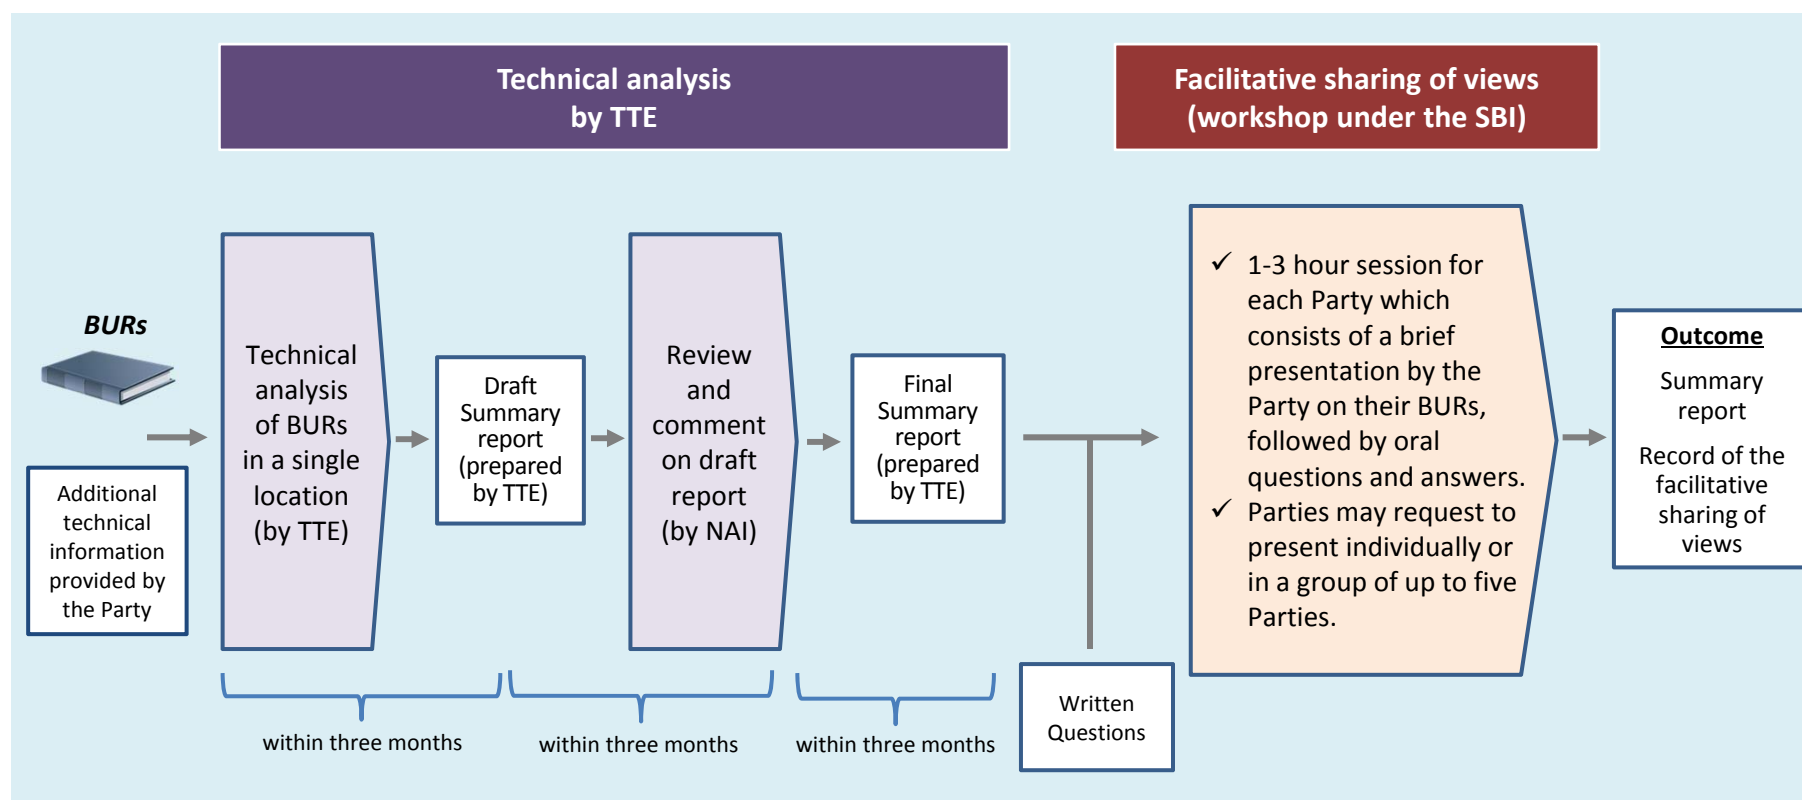 Technical analysis
by TTE
Facilitative sharing of views
(workshop under the SBI)
BURs
Additional
technical
information
provided by
the Party
Technical
analysis
of BURs
in a single
location
(by TTE)
Draft
Summary
report
(prepared
by TTE)
Review
and
comment
on draft
report
(by NAI)
Final
Summary
report
(prepared
by TTE)
within three months
within three months
within three months
Written
Questions
✓ 1-3 hour session for
each Party which
consists of a brief
presentation by the
Party on their BURs,
followed by oral
questions and answers.
✓ Parties may request to
present individually or
in a group of up to five
Parties.
Outcome
Summary
report
Record of the
facilitative
sharing of
views